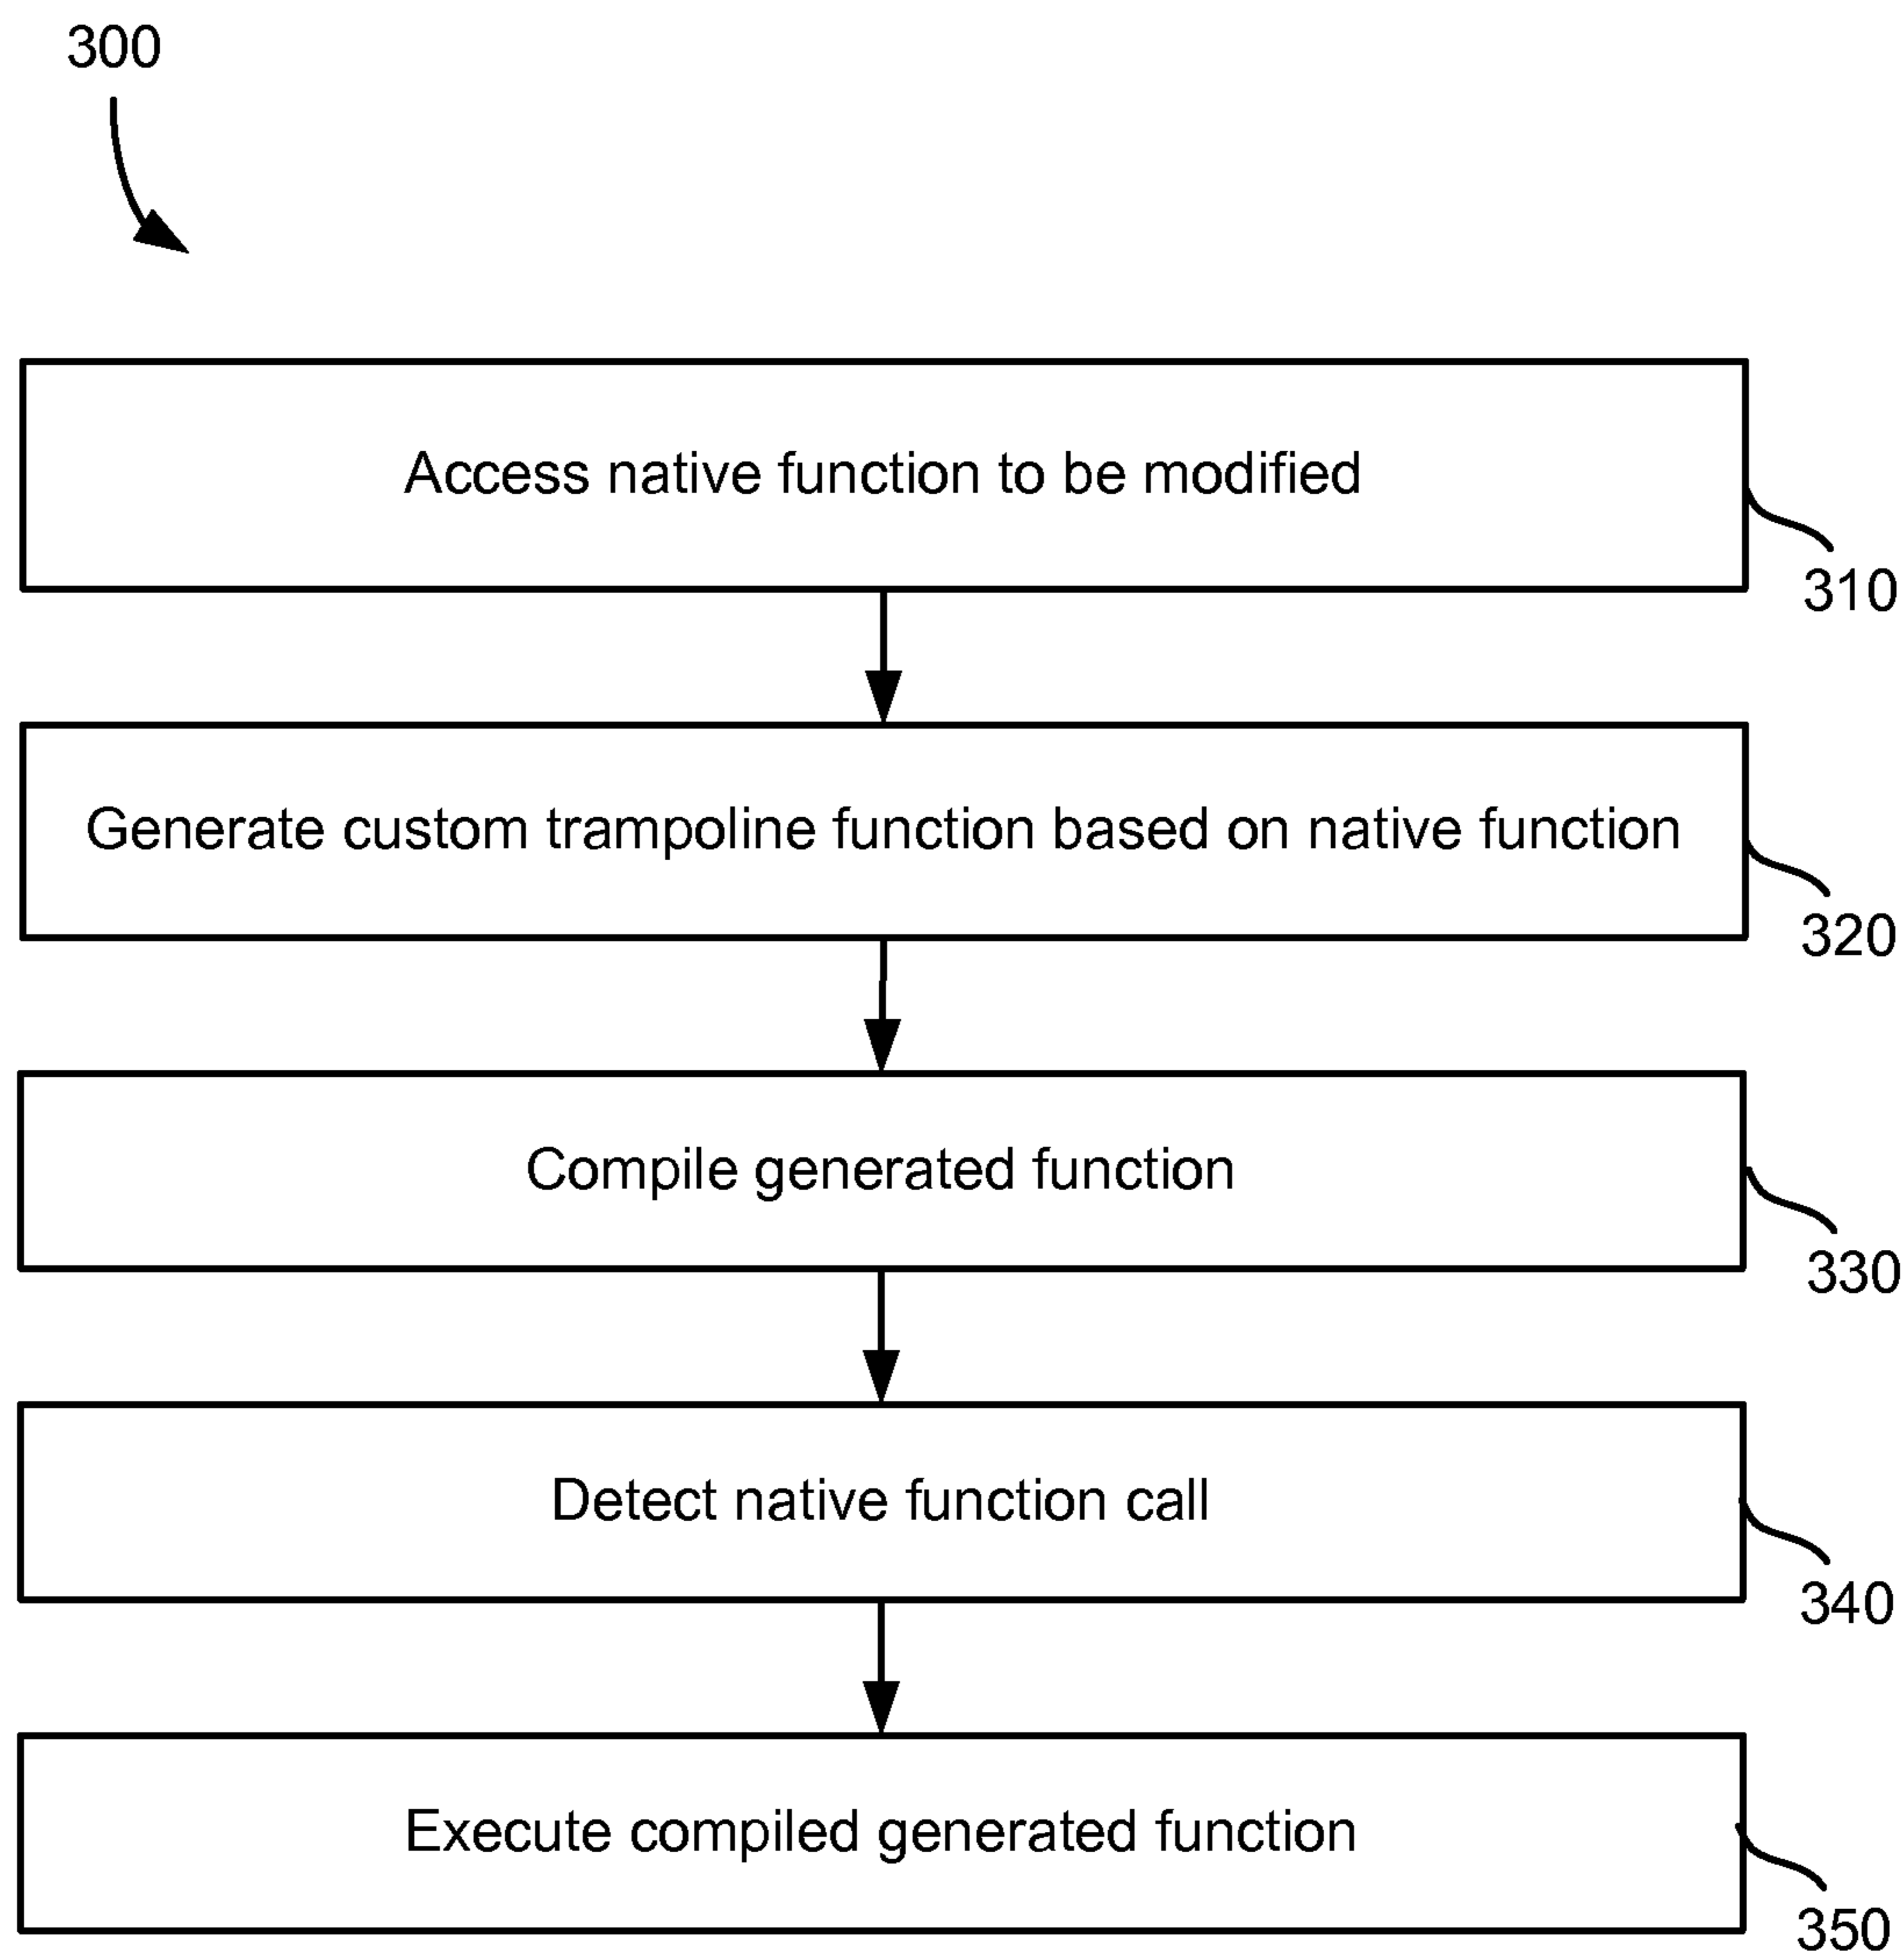 300
Access native function to be modified
310
Generate custom trampoline function based on native function
320
Compile generated function
330
Detect native function call
340
Execute compiled generated function
350